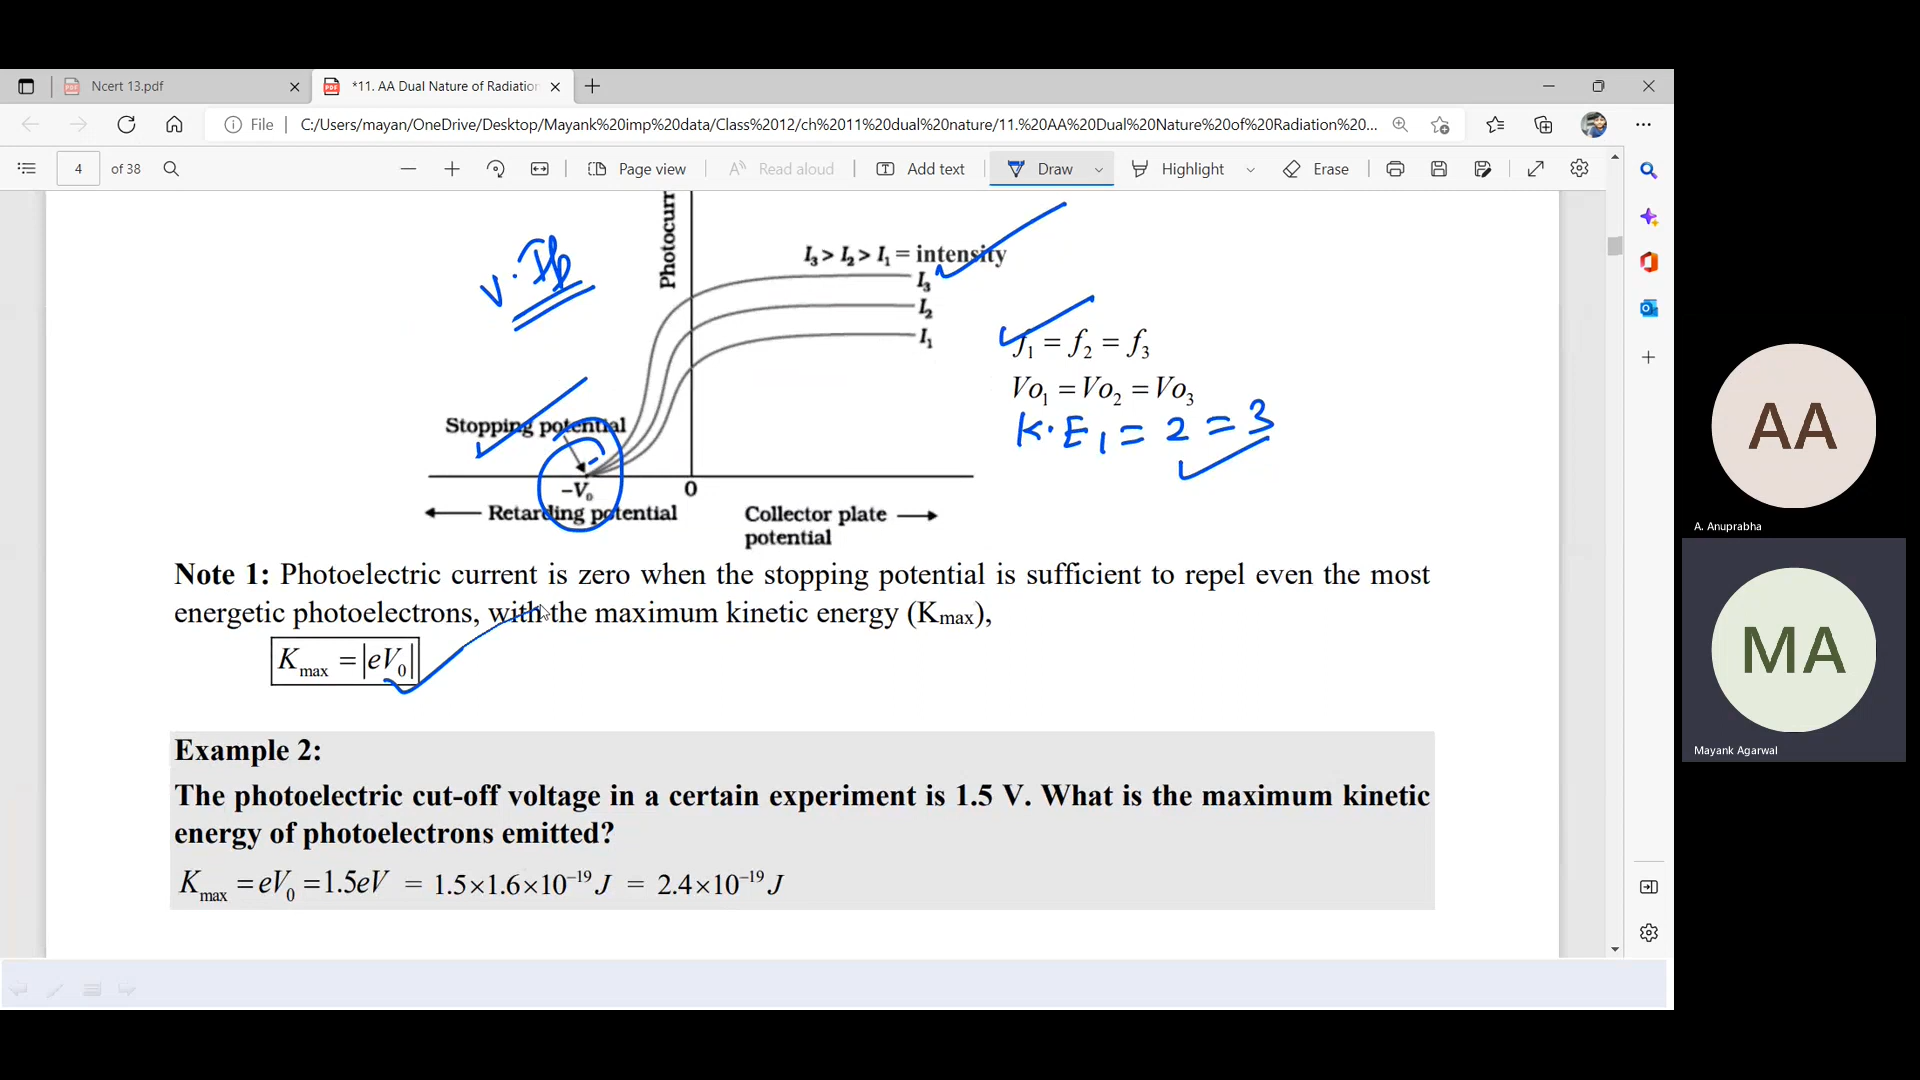 Ncert 13.pdf
*11. AA Dual Nature of Radiation
File
C:/Users/mayan/OneDrive/Desktop/Mayank%20imp%20data/Class%2012/ch%2011%20dual%20nature/11.%20AA%20Dual%20Nature%20of%20Radiation%20...
4 of 38
Page view
Read aloud
Add text
Draw
Highlight
Erase
Photocurr
I₃ > I₂ > I₁ = intensity
I₃
I₂
I₁
f₁ = f₂ = f₃
Vo₁ = Vo₂ = Vo₃
K.E₁ = 2 = 3
V. Imp
Stopping potential
–V₀
0
Retarding potential
Collector plate
potential
Note 1: Photoelectric current is zero when the stopping potential is sufficient to repel even the most
energetic photoelectrons, with the maximum kinetic energy (Kmax),
Kmax = |eV₀|
Example 2:
The photoelectric cut-off voltage in a certain experiment is 1.5 V. What is the maximum kinetic
energy of photoelectrons emitted?
Kmax = eV₀ = 1.5eV = 1.5×1.6×10⁻¹⁹ J = 2.4×10⁻¹⁹ J
AA
A. Anuprabha
MA
Mayank Agarwal